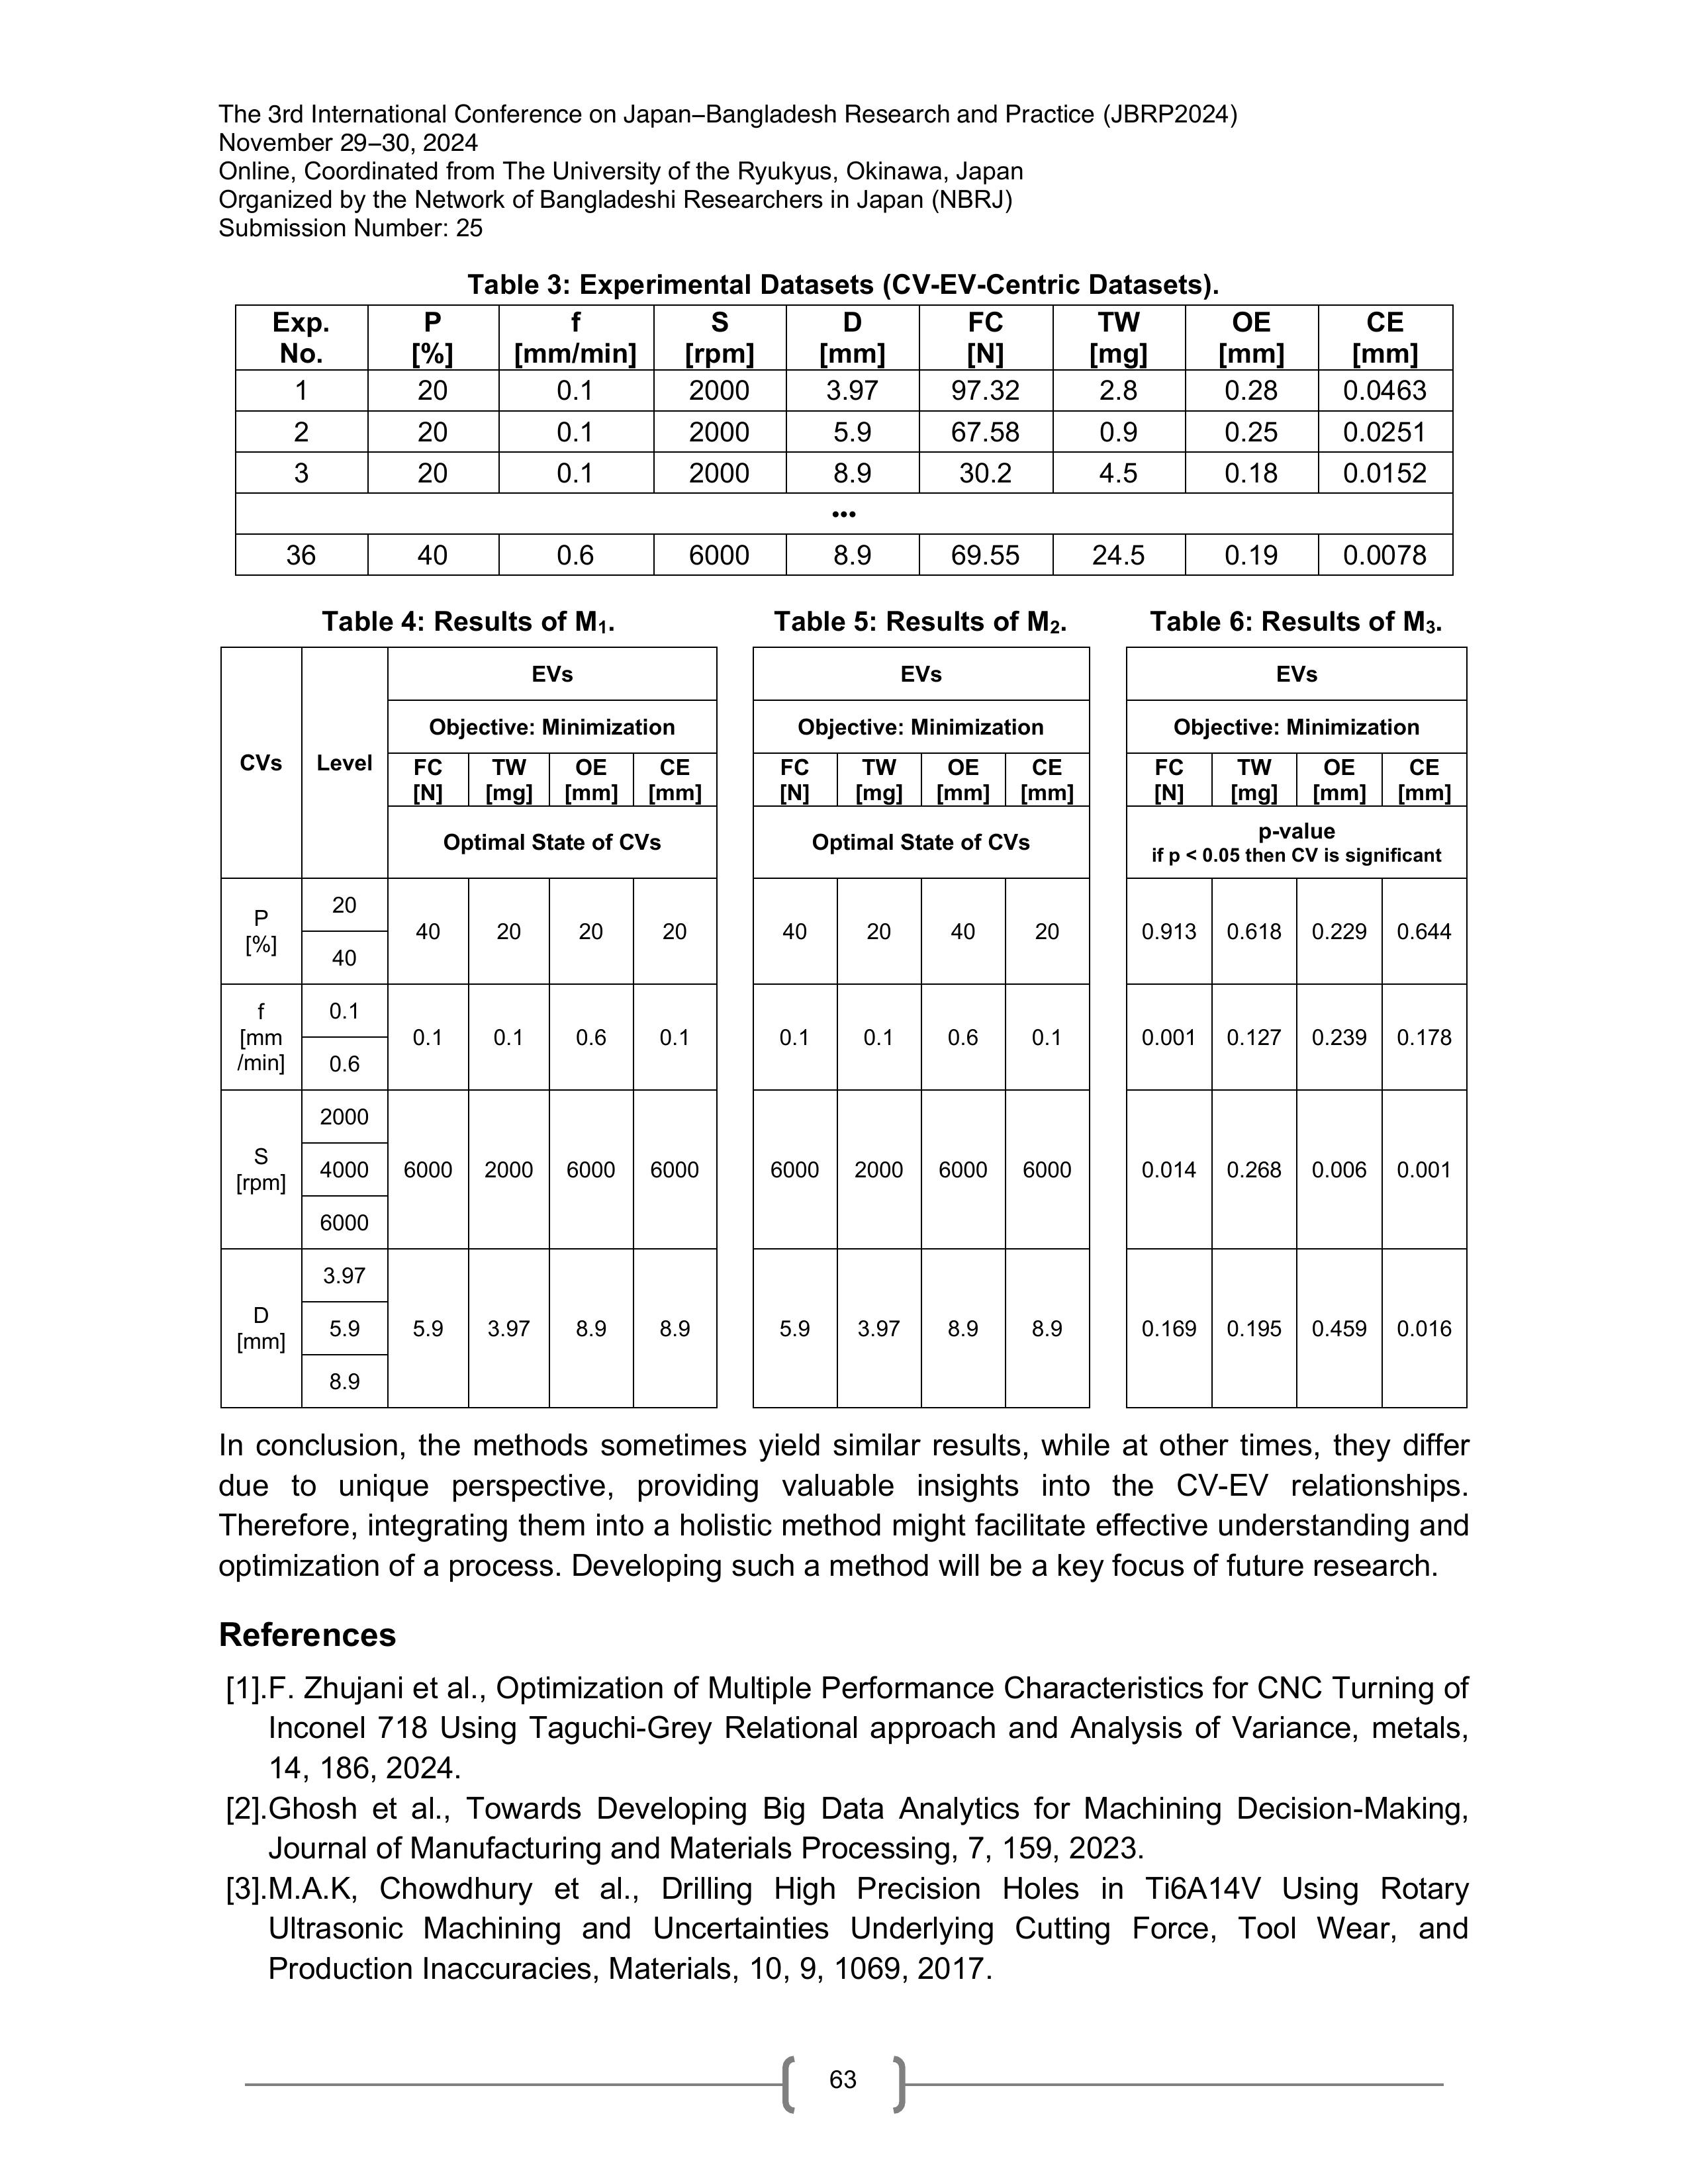 The 3rd International Conference on Japan–Bangladesh Research and Practice (JBRP2024)
November 29–30, 2024
Online, Coordinated from The University of the Ryukyus, Okinawa, Japan
Organized by the Network of Bangladeshi Researchers in Japan (NBRJ)
Submission Number: 25
Table 3: Experimental Datasets (CV-EV-Centric Datasets).
Exp. No. P [%] f [mm/min] S [rpm] D [mm] FC [N] TW [mg] OE [mm] CE [mm]
1 20 0.1 2000 3.97 97.32 2.8 0.28 0.0463
2 20 0.1 2000 5.9 67.58 0.9 0.25 0.0251
3 20 0.1 2000 8.9 30.2 4.5 0.18 0.0152
•••
36 40 0.6 6000 8.9 69.55 24.5 0.19 0.0078
Table 4: Results of M₁.
CVs Level EVs
Objective: Minimization
FC [N] TW [mg] OE [mm] CE [mm]
Optimal State of CVs
P [%] 20 40 40 20 20 20
f [mm /min] 0.1 0.6 0.1 0.1 0.6 0.1
S [rpm] 2000 4000 6000 6000 2000 6000 6000
D [mm] 3.97 5.9 8.9 5.9 3.97 8.9 8.9
Table 5: Results of M₂.
EVs
Objective: Minimization
FC [N] TW [mg] OE [mm] CE [mm]
Optimal State of CVs
40 20 40 20
0.1 0.1 0.6 0.1
6000 2000 6000 6000
5.9 3.97 8.9 8.9
Table 6: Results of M₃.
EVs
Objective: Minimization
FC [N] TW [mg] OE [mm] CE [mm]
p-value
if p < 0.05 then CV is significant
0.913 0.618 0.229 0.644
0.001 0.127 0.239 0.178
0.014 0.268 0.006 0.001
0.169 0.195 0.459 0.016
In conclusion, the methods sometimes yield similar results, while at other times, they differ
due to unique perspective, providing valuable insights into the CV-EV relationships.
Therefore, integrating them into a holistic method might facilitate effective understanding and
optimization of a process. Developing such a method will be a key focus of future research.
References
[1].F. Zhujani et al., Optimization of Multiple Performance Characteristics for CNC Turning of
Inconel 718 Using Taguchi-Grey Relational approach and Analysis of Variance, metals,
14, 186, 2024.
[2].Ghosh et al., Towards Developing Big Data Analytics for Machining Decision-Making,
Journal of Manufacturing and Materials Processing, 7, 159, 2023.
[3].M.A.K, Chowdhury et al., Drilling High Precision Holes in Ti6A14V Using Rotary
Ultrasonic Machining and Uncertainties Underlying Cutting Force, Tool Wear, and
Production Inaccuracies, Materials, 10, 9, 1069, 2017.
63